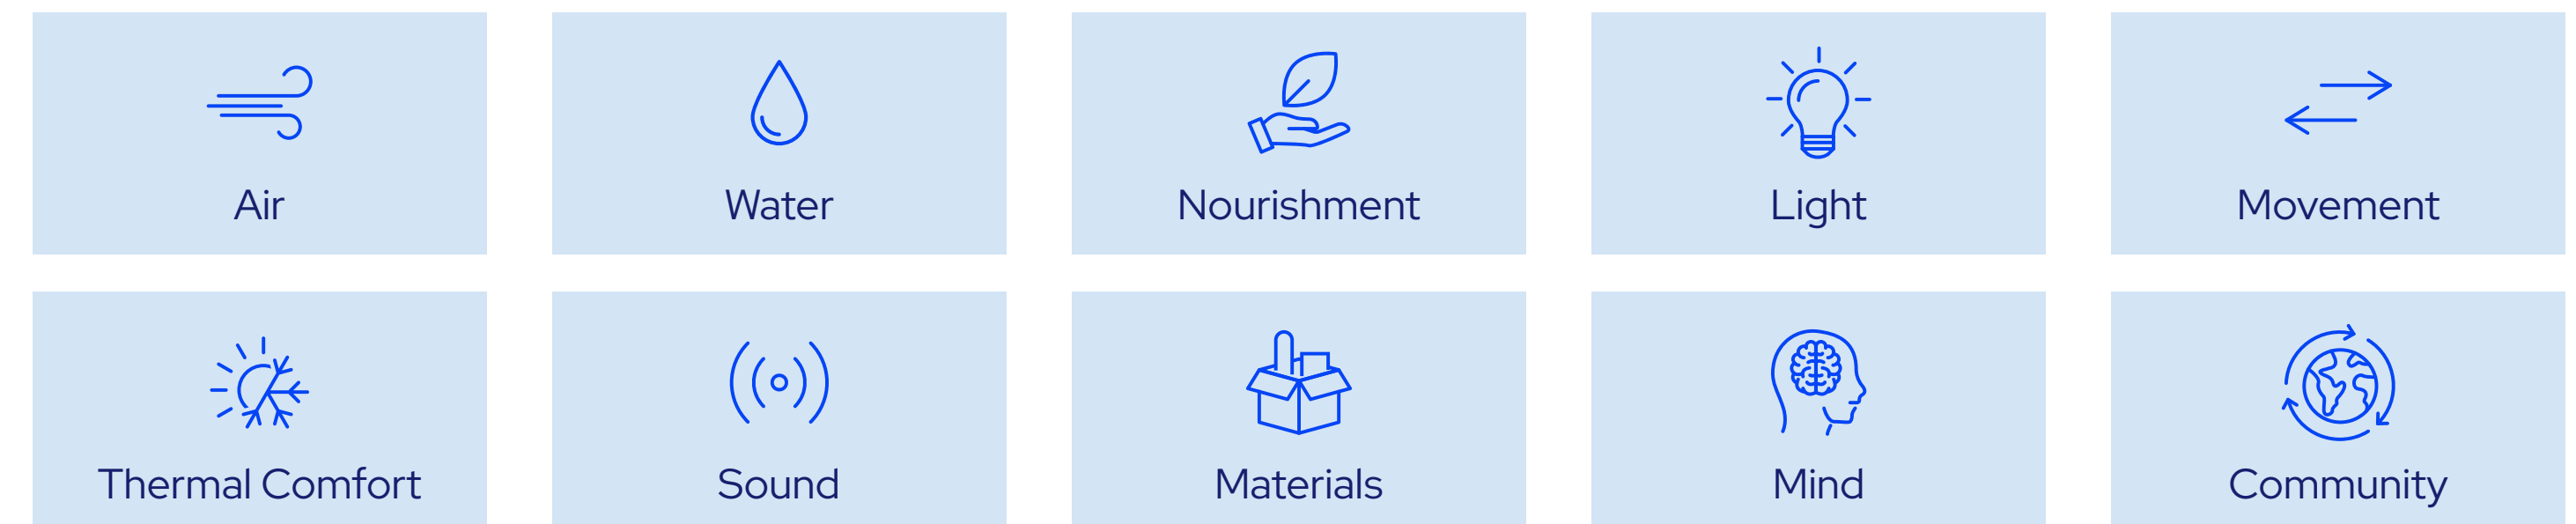 Air
Water
Nourishment
Light
Movement
Thermal Comfort
Sound
Materials
Mind
Community